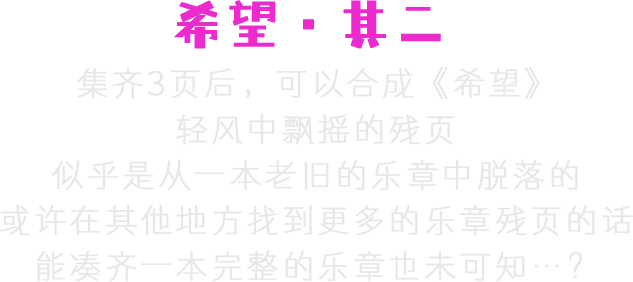 希望·其二
集齐3页后，可以合成《希望》
轻风中飘摇的残页
似乎是从一本老旧的乐章中脱落的
或许在其他地方找到更多的乐章残页的话
能凑齐一本完整的乐章也未可知…？